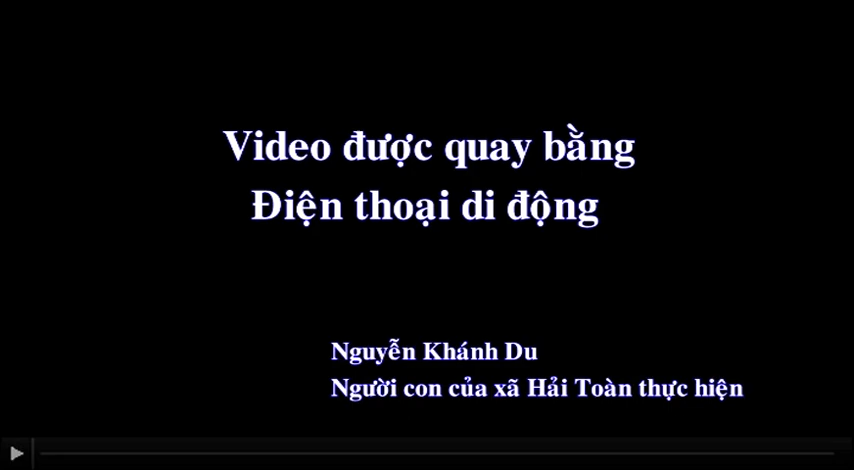 Video được quay bằng
Điện thoại di động
Nguyễn Khánh Du
Người con của xã Hải Toàn thực hiện